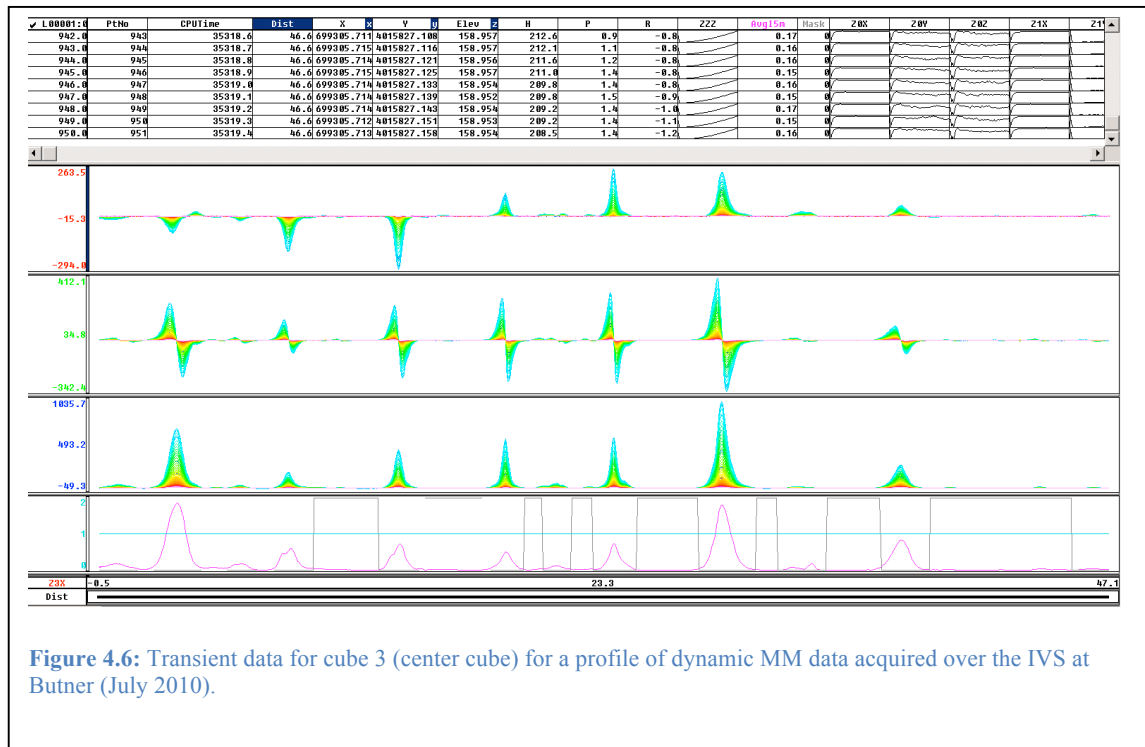 ✓ L00001:0 PtNo CPUTime Dist X x Y y Elev z H P R ZZZ Avg15m Mask Z0X Z0Y Z0Z Z1X Z1Y
942.0 943 35318.6 46.6 699305.711 4015827.108 158.957 212.6 0.9 -0.8 0.17 0
943.0 944 35318.7 46.6 699305.715 4015827.116 158.957 212.1 1.1 -0.8 0.16 0
944.0 945 35318.8 46.6 699305.714 4015827.121 158.956 211.6 1.2 -0.8 0.16 0
945.0 946 35318.9 46.6 699305.715 4015827.125 158.957 211.0 1.4 -0.8 0.15 0
946.0 947 35319.0 46.6 699305.714 4015827.133 158.954 209.8 1.4 -0.8 0.16 0
947.0 948 35319.1 46.6 699305.714 4015827.139 158.952 209.8 1.5 -0.9 0.15 0
948.0 949 35319.2 46.6 699305.714 4015827.143 158.954 209.2 1.4 -1.0 0.17 0
949.0 950 35319.3 46.6 699305.712 4015827.151 158.953 209.2 1.4 -1.1 0.15 0
950.0 951 35319.4 46.6 699305.713 4015827.158 158.954 208.5 1.4 -1.2 0.16 0
263.5
-15.3
-294.0
412.1
34.8
-342.4
1035.7
493.2
-49.3
2
1
0
Z3X -0.5 23.3 47.1
Dist
Figure 4.6: Transient data for cube 3 (center cube) for a profile of dynamic MM data acquired over the IVS at
Butner (July 2010).